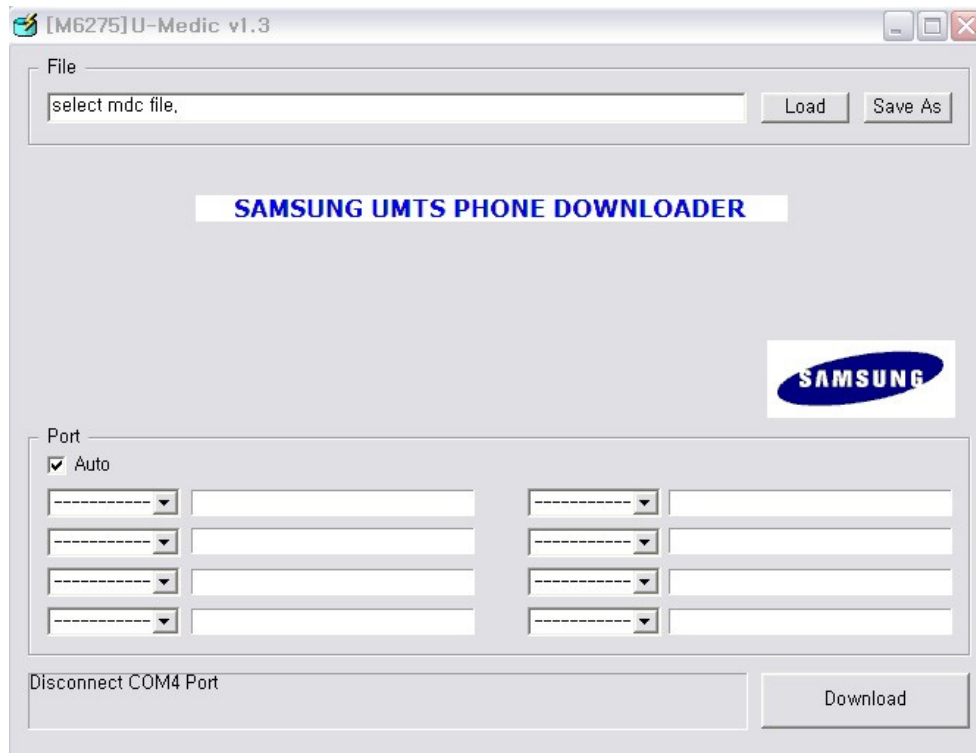 [M6275]U-Medic v1.3
File
select mdc file,
Load
Save As
SAMSUNG UMTS PHONE DOWNLOADER
SAMSUNG
Port
Auto
-----------
-----------
-----------
-----------
-----------
-----------
-----------
-----------
Disconnect COM4 Port
Download